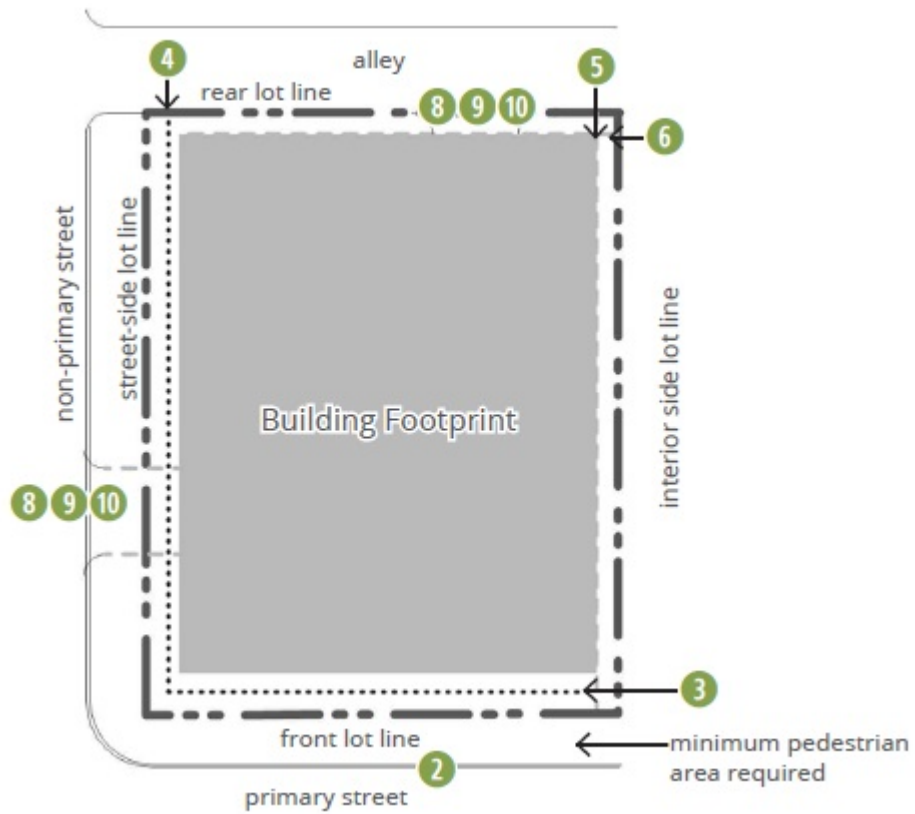 alley
4
5
rear lot line
8 9 10
6
non-primary street
street-side lot line
interior side lot line
Building Footprint
8 9 10
3
front lot line
minimum pedestrian
area required
2
primary street